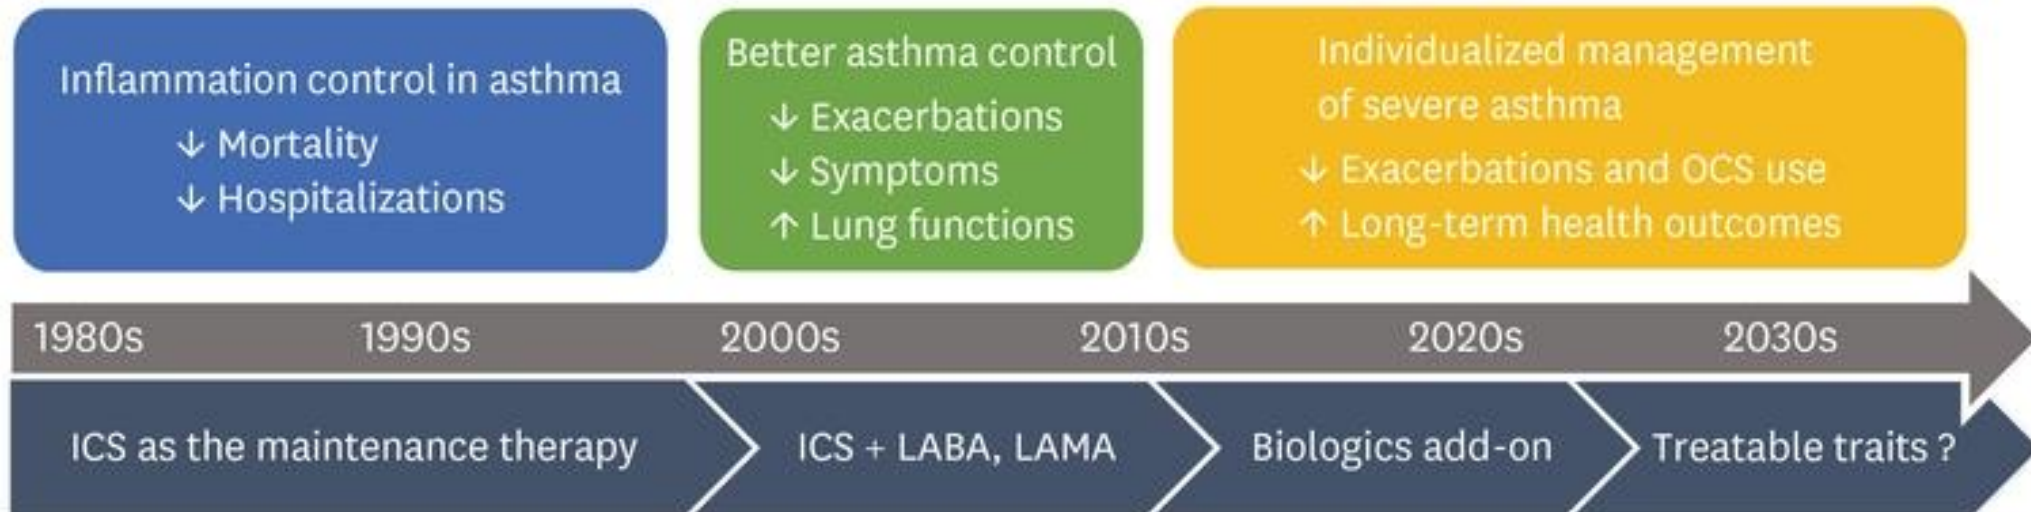 Inflammation control in asthma
↓ Mortality
↓ Hospitalizations
Better asthma control
↓ Exacerbations
↓ Symptoms
↑ Lung functions
Individualized management
of severe asthma
↓ Exacerbations and OCS use
↑ Long-term health outcomes
1980s 1990s 2000s 2010s 2020s 2030s
ICS as the maintenance therapy
ICS + LABA, LAMA
Biologics add-on
Treatable traits ?